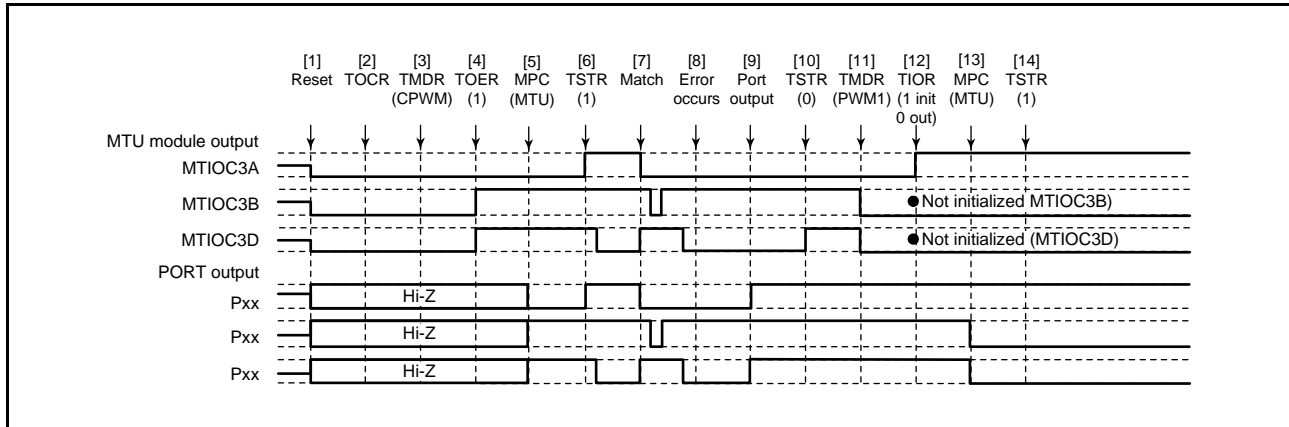 [1] [2] [3] [4] [5] [6] [7] [8] [9] [10] [11] [12] [13] [14]
Reset TOCR TMDR TOER MPC TSTR Match Error Port TSTR TMDR TIOR MPC TSTR
(CPWM) (1) (MTU) (1) occurs output (0) (PWM1) (1 init (MTU) (1)
0 out)
MTU module output
MTIOC3A
MTIOC3B Not initialized MTIOC3B)
MTIOC3D Not initialized (MTIOC3D)
PORT output
Pxx Hi-Z
Pxx Hi-Z
Pxx Hi-Z